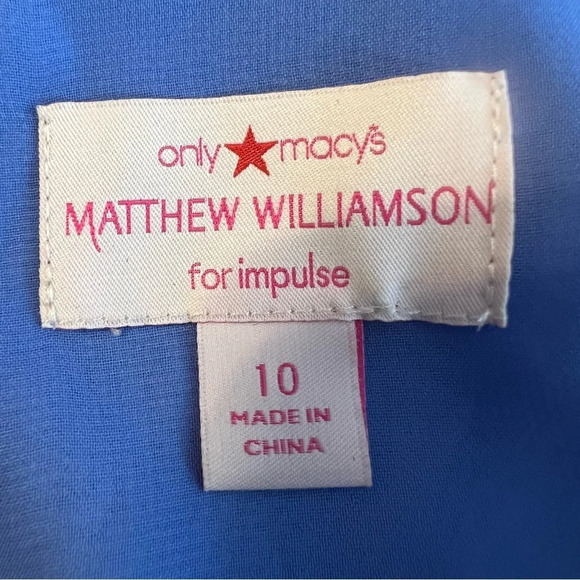 only ★ macy's
MATTHEW WILLIAMSON
for impulse
10
MADE IN
CHINA